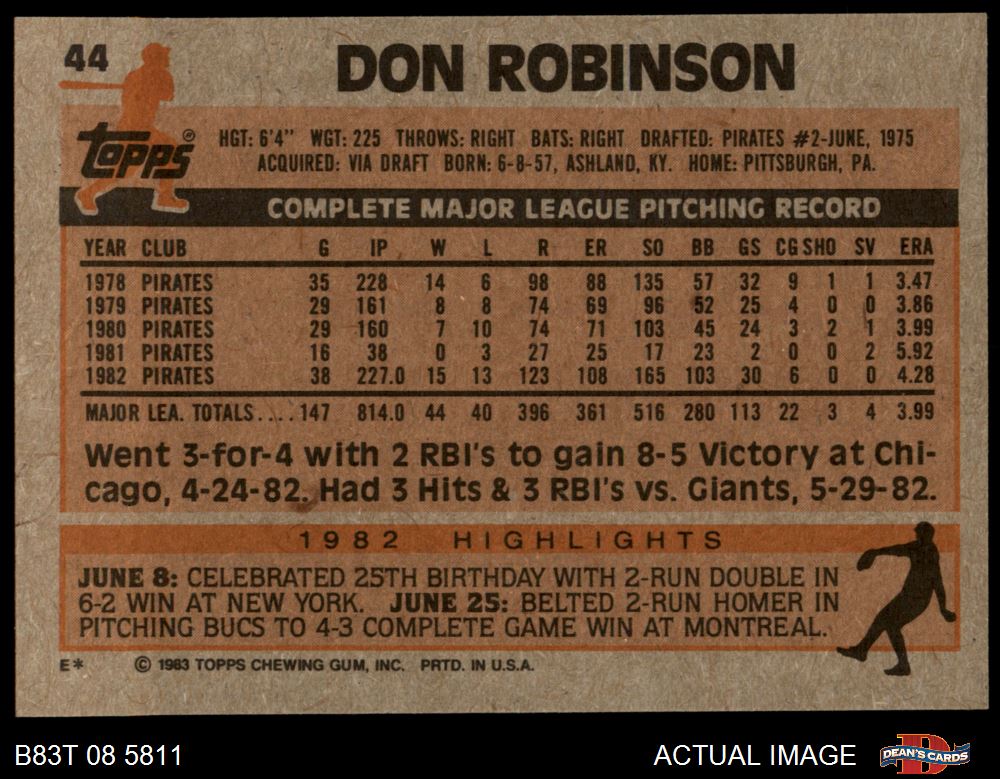 44
DON ROBINSON
Topps®
HGT: 6'4" WGT: 225 THROWS: RIGHT BATS: RIGHT DRAFTED: PIRATES #2-JUNE, 1975
ACQUIRED: VIA DRAFT BORN: 6-8-57, ASHLAND, KY. HOME: PITTSBURGH, PA.
COMPLETE MAJOR LEAGUE PITCHING RECORD
YEAR CLUB G IP W L R ER SO BB GS CG SHO SV ERA
1978 PIRATES 35 228 14 6 98 88 135 57 32 9 1 1 3.47
1979 PIRATES 29 161 8 8 74 69 96 52 25 4 0 0 3.86
1980 PIRATES 29 160 7 10 74 71 103 45 24 3 2 1 3.99
1981 PIRATES 16 38 0 3 27 25 17 23 2 0 0 2 5.92
1982 PIRATES 38 227.0 15 13 123 108 165 103 30 6 0 0 4.28
MAJOR LEA. TOTALS....147 814.0 44 40 396 361 516 280 113 22 3 4 3.99
Went 3-for-4 with 2 RBI's to gain 8-5 Victory at Chi-
cago, 4-24-82. Had 3 Hits & 3 RBI's vs. Giants, 5-29-82.
1982 HIGHLIGHTS
JUNE 8: CELEBRATED 25TH BIRTHDAY WITH 2-RUN DOUBLE IN
6-2 WIN AT NEW YORK. JUNE 25: BELTED 2-RUN HOMER IN
PITCHING BUCS TO 4-3 COMPLETE GAME WIN AT MONTREAL.
E* © 1983 TOPPS CHEWING GUM, INC. PRTD. IN U.S.A.
B83T 08 5811 ACTUAL IMAGE DEAN'S CARDS